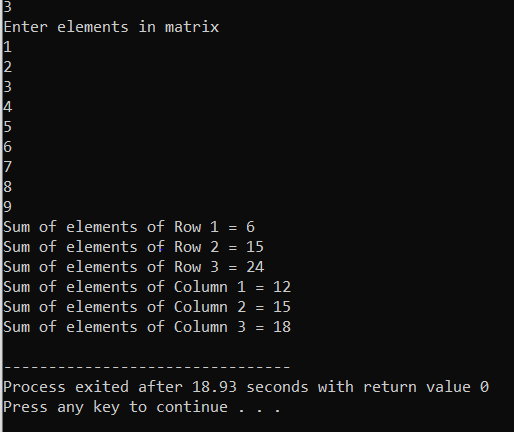 3
Enter elements in matrix
1
2
3
4
5
6
7
8
9
Sum of elements of Row 1 = 6
Sum of elements of Row 2 = 15
Sum of elements of Row 3 = 24
Sum of elements of Column 1 = 12
Sum of elements of Column 2 = 15
Sum of elements of Column 3 = 18

--------------------------------
Process exited after 18.93 seconds with return value 0
Press any key to continue . . .